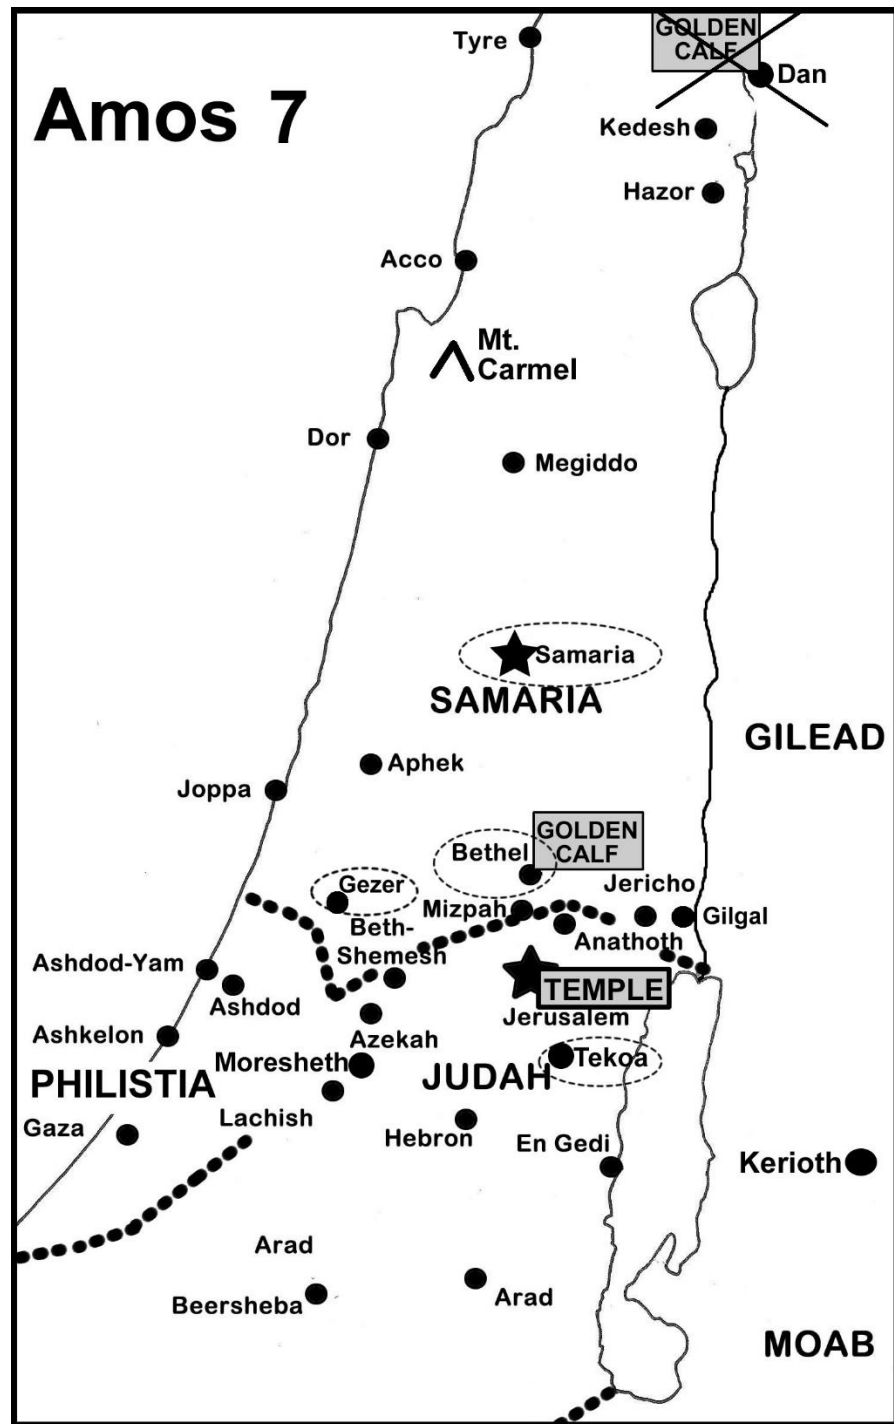 Amos 7
Tyre
GOLDEN
CALF
Dan
Kedesh
Hazor
Acco
Mt.
Carmel
Dor
Megiddo
Samaria
SAMARIA
GILEAD
Aphek
Joppa
GOLDEN
CALF
Bethel
Jericho
Gezer
Mizpah
Gilgal
Beth-
Shemesh
Anathoth
Ashdod-Yam
Ashdod
TEMPLE
Jerusalem
Ashkelon
Azekah
Moresheth
Tekoa
PHILISTIA
JUDAH
Lachish
Gaza
Hebron
En Gedi
Kerioth
Arad
Beersheba
Arad
MOAB